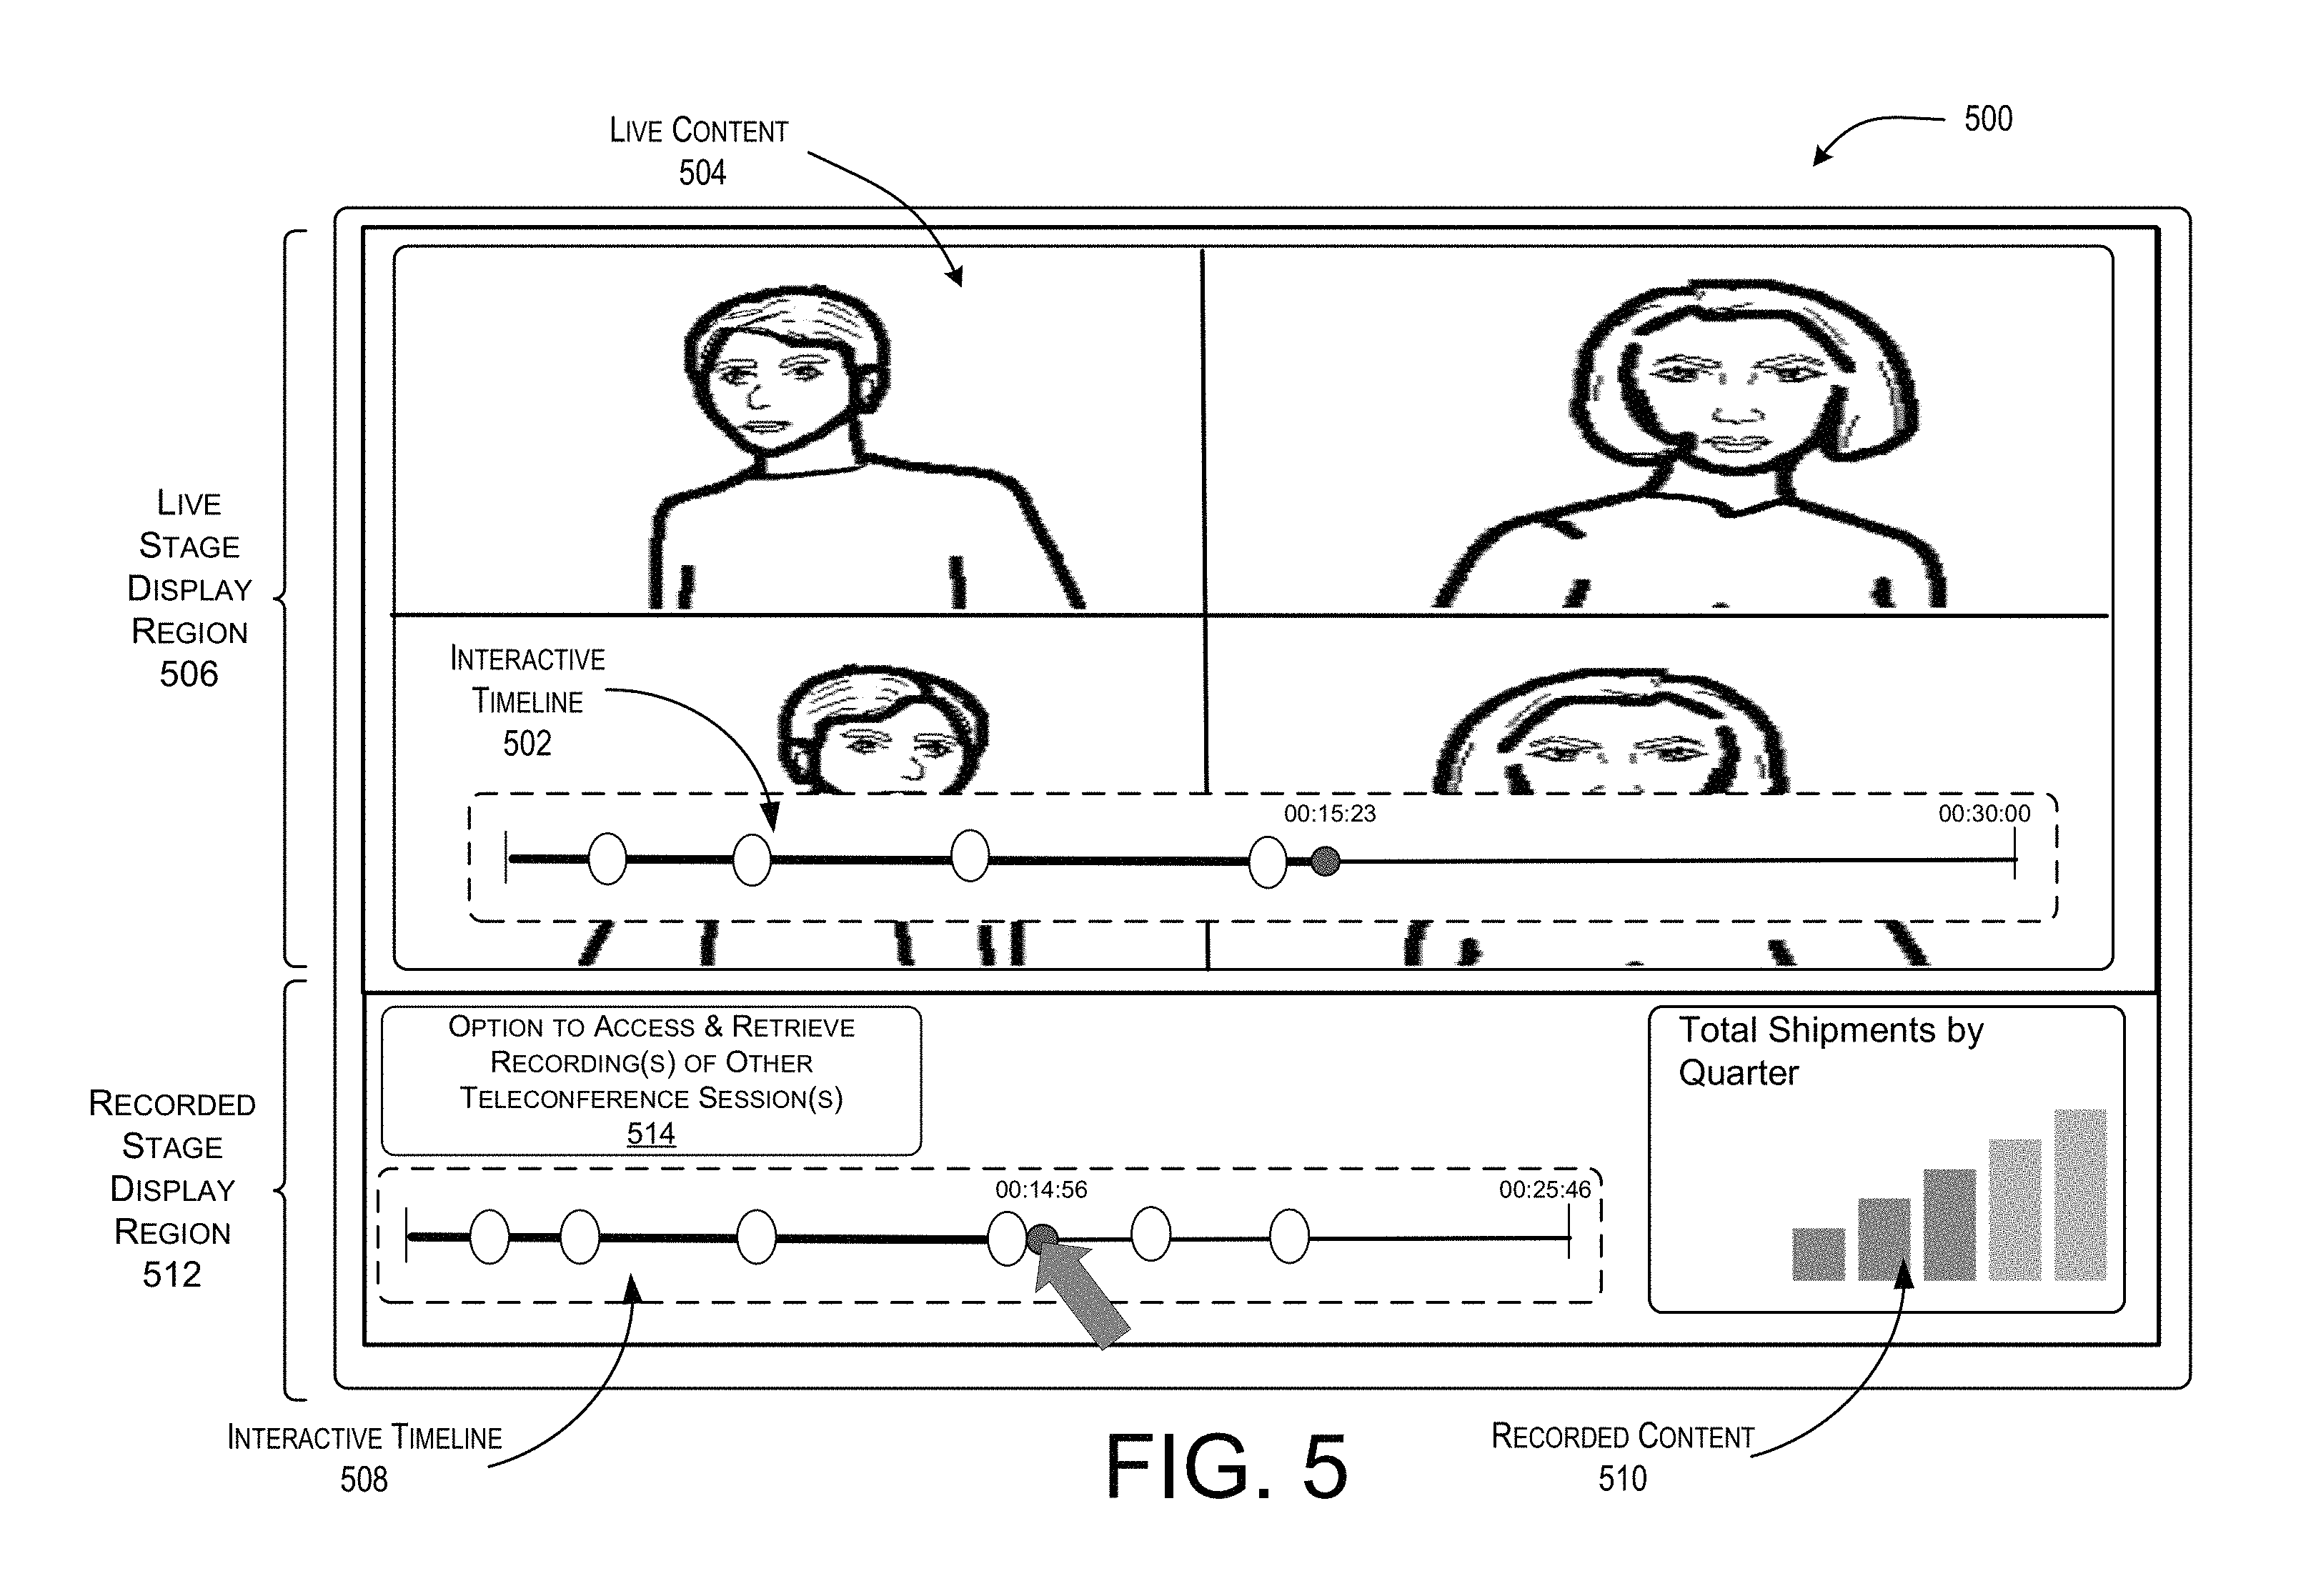 500
LIVE CONTENT
504
LIVE
STAGE
DISPLAY
REGION
506
INTERACTIVE
TIMELINE
502
00:15:23
00:30:00
OPTION TO ACCESS & RETRIEVE
RECORDING(S) OF OTHER
TELECONFERENCE SESSION(S)
514
Total Shipments by
Quarter
RECORDED
STAGE
DISPLAY
REGION
512
00:14:56
00:25:46
INTERACTIVE TIMELINE
508
RECORDED CONTENT
510
FIG. 5